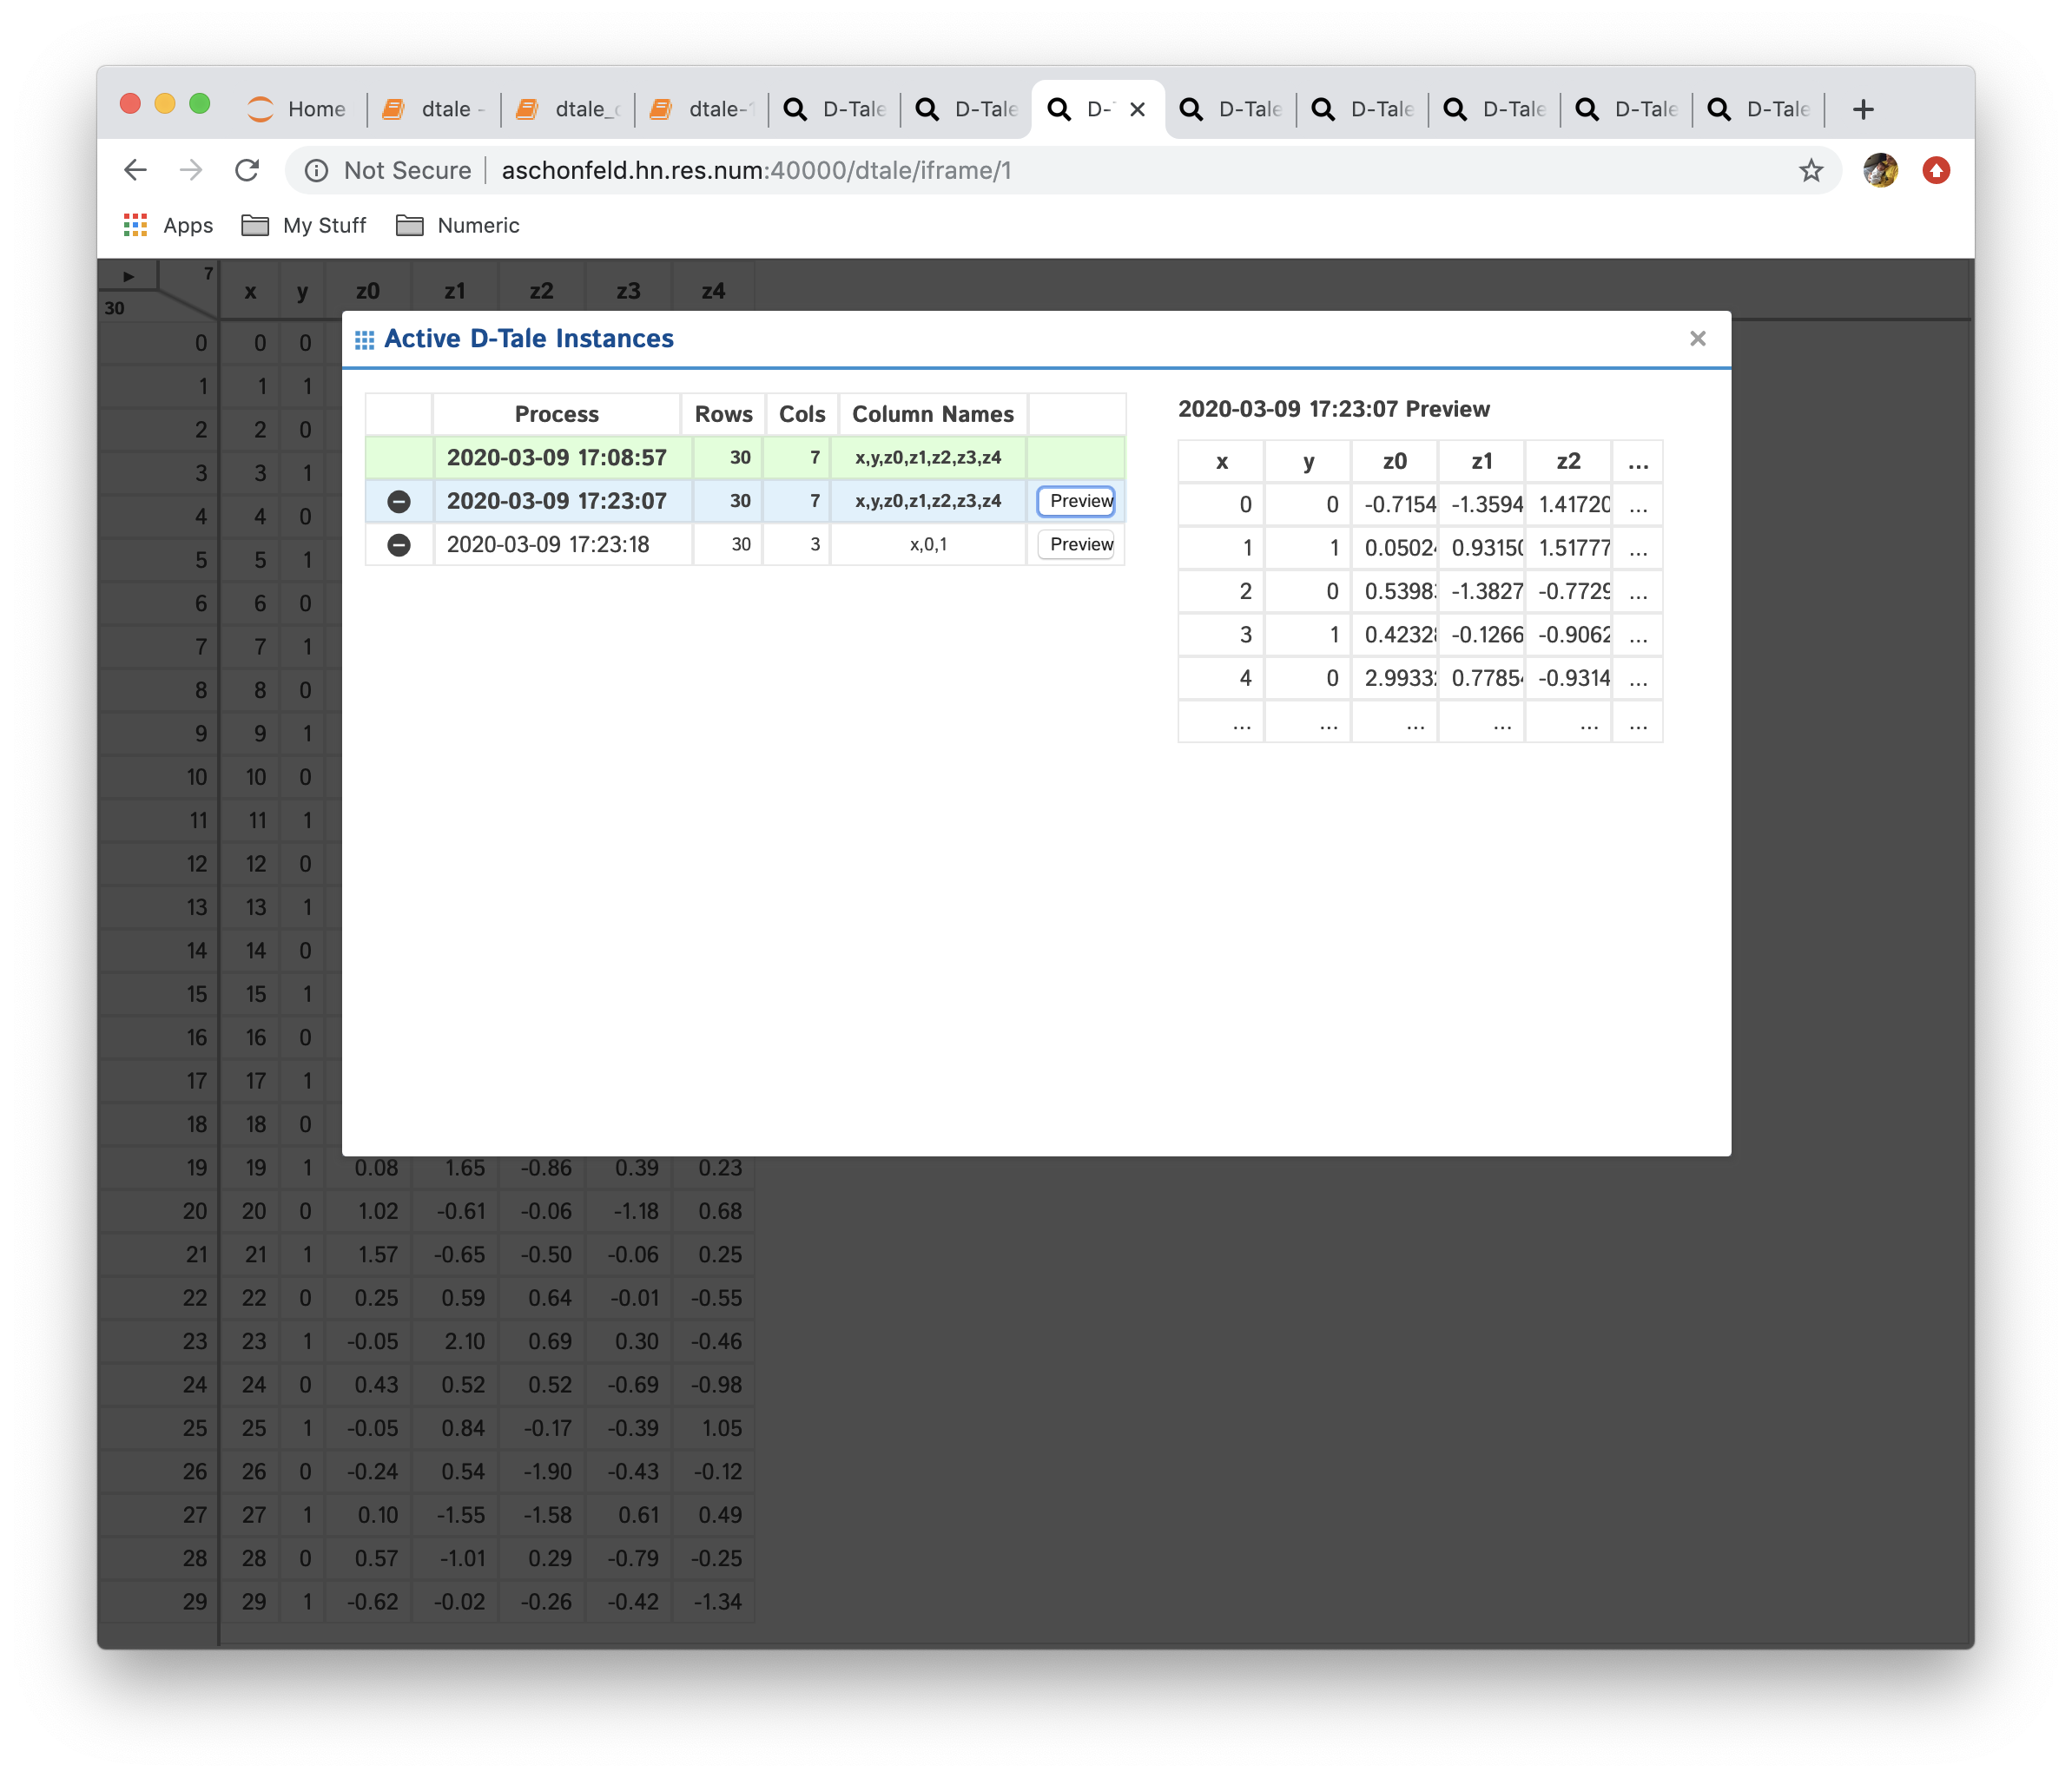 Home dtale - dtale_ dtale- D-Tale D-Tale D- D-Tale D-Tale D-Tale D-Tale D-Tale
Not Secure aschonfeld.hn.res.num:40000/dtale/iframe/1
Apps My Stuff Numeric
7
30 x y z0 z1 z2 z3 z4
Active D-Tale Instances
Process Rows Cols Column Names
2020-03-09 17:08:57 30 7 x,y,z0,z1,z2,z3,z4
2020-03-09 17:23:07 30 7 x,y,z0,z1,z2,z3,z4 Preview
2020-03-09 17:23:18 30 3 x,0,1 Preview
2020-03-09 17:23:07 Preview
x y z0 z1 z2 ...
0 0 -0.7154 -1.3594 1.41720 ...
1 1 0.0502 0.93150 1.51777 ...
2 0 0.5398 -1.3827 -0.7729 ...
3 1 0.4232 -0.1266 -0.9062 ...
4 0 2.9933 0.7785 -0.9314 ...
... ... ... ... ... ...
0 0 0
1 1 1
2 2 0
3 3 1
4 4 0
5 5 1
6 6 0
7 7 1
8 8 0
9 9 1
10 10 0
11 11 1
12 12 0
13 13 1
14 14 0
15 15 1
16 16 0
17 17 1
18 18 0
19 19 1 0.08 1.65 -0.86 0.39 0.23
20 20 0 1.02 -0.61 -0.06 -1.18 0.68
21 21 1 1.57 -0.65 -0.50 -0.06 0.25
22 22 0 0.25 0.59 0.64 -0.01 -0.55
23 23 1 -0.05 2.10 0.69 0.30 -0.46
24 24 0 0.43 0.52 0.52 -0.69 -0.98
25 25 1 -0.05 0.84 -0.17 -0.39 1.05
26 26 0 -0.24 0.54 -1.90 -0.43 -0.12
27 27 1 0.10 -1.55 -1.58 0.61 0.49
28 28 0 0.57 -1.01 0.29 -0.79 -0.25
29 29 1 -0.62 -0.02 -0.26 -0.42 -1.34